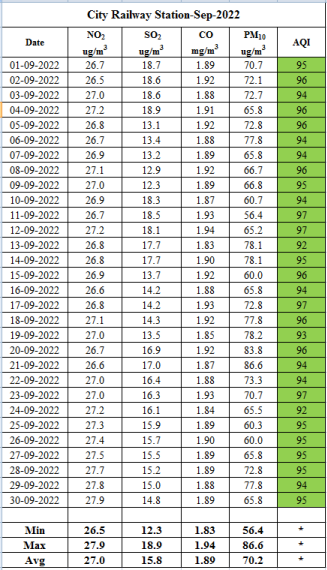 City Railway Station-Sep-2022
Date NO2 ug/m3 SO2 ug/m3 CO mg/m3 PM10 ug/m3 AQI
01-09-2022 26.7 18.7 1.89 70.7 95
02-09-2022 26.5 18.6 1.92 72.1 96
03-09-2022 27.0 18.6 1.88 72.7 94
04-09-2022 27.2 18.9 1.91 65.8 96
05-09-2022 26.8 13.1 1.92 72.8 96
06-09-2022 26.7 13.4 1.88 77.8 94
07-09-2022 26.9 13.2 1.89 65.8 94
08-09-2022 27.1 12.9 1.92 66.7 96
09-09-2022 27.0 12.3 1.89 66.8 95
10-09-2022 26.9 18.3 1.87 60.7 94
11-09-2022 26.7 18.5 1.93 56.4 97
12-09-2022 27.2 18.1 1.94 65.2 97
13-09-2022 26.8 17.7 1.83 78.1 92
14-09-2022 26.8 17.7 1.90 78.1 95
15-09-2022 26.9 13.7 1.92 60.0 96
16-09-2022 26.6 14.2 1.88 65.8 94
17-09-2022 26.8 14.2 1.93 72.8 97
18-09-2022 27.1 14.3 1.92 77.8 96
19-09-2022 27.0 13.5 1.85 78.2 93
20-09-2022 26.7 16.9 1.92 83.8 96
21-09-2022 26.6 17.0 1.87 86.6 94
22-09-2022 27.0 16.4 1.88 73.3 94
23-09-2022 27.0 16.3 1.93 70.7 97
24-09-2022 27.2 16.1 1.84 65.5 92
25-09-2022 27.3 15.9 1.89 60.3 95
26-09-2022 27.4 15.7 1.90 60.0 95
27-09-2022 27.5 15.5 1.89 65.8 95
28-09-2022 27.7 15.2 1.89 72.8 95
29-09-2022 27.8 15.0 1.88 77.8 94
30-09-2022 27.9 14.8 1.89 65.8 95
Min 26.5 12.3 1.83 56.4 *
Max 27.9 18.9 1.94 86.6 *
Avg 27.0 15.8 1.89 70.2 *